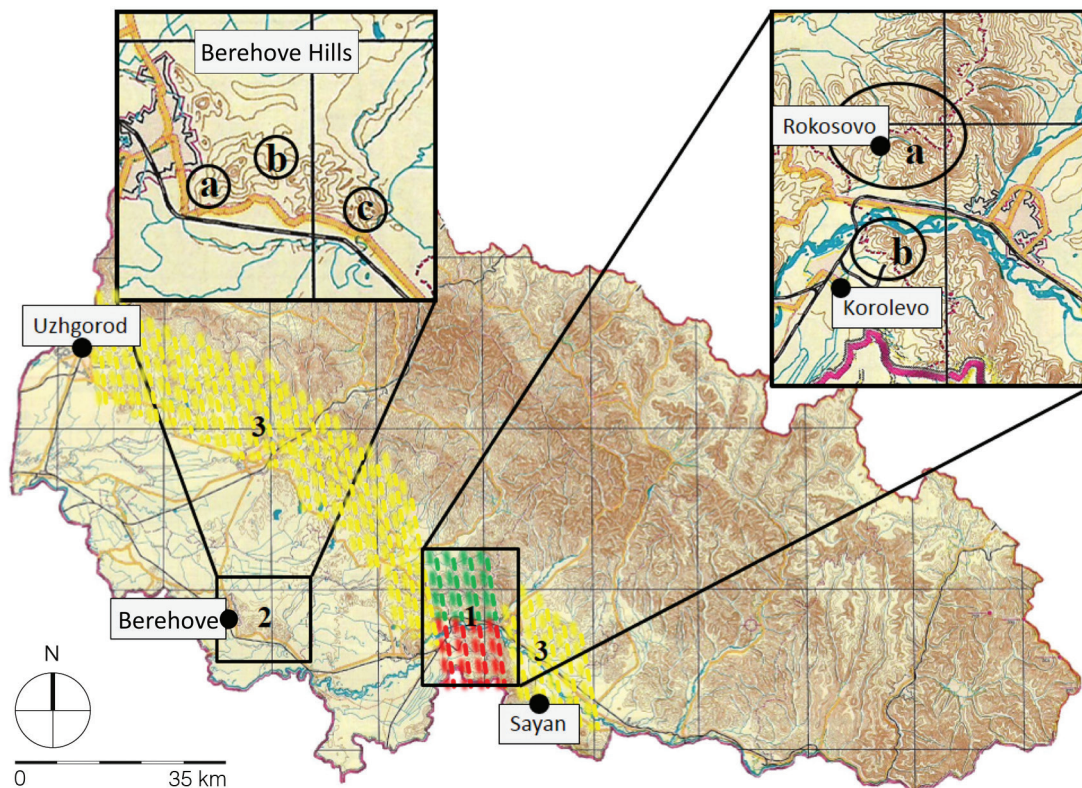 Berehove Hills
a
b
c
Rokosovo
a
b
Korolevo
Uzhgorod
3
Berehove
2
1
3
Sayan
N
0 35 km